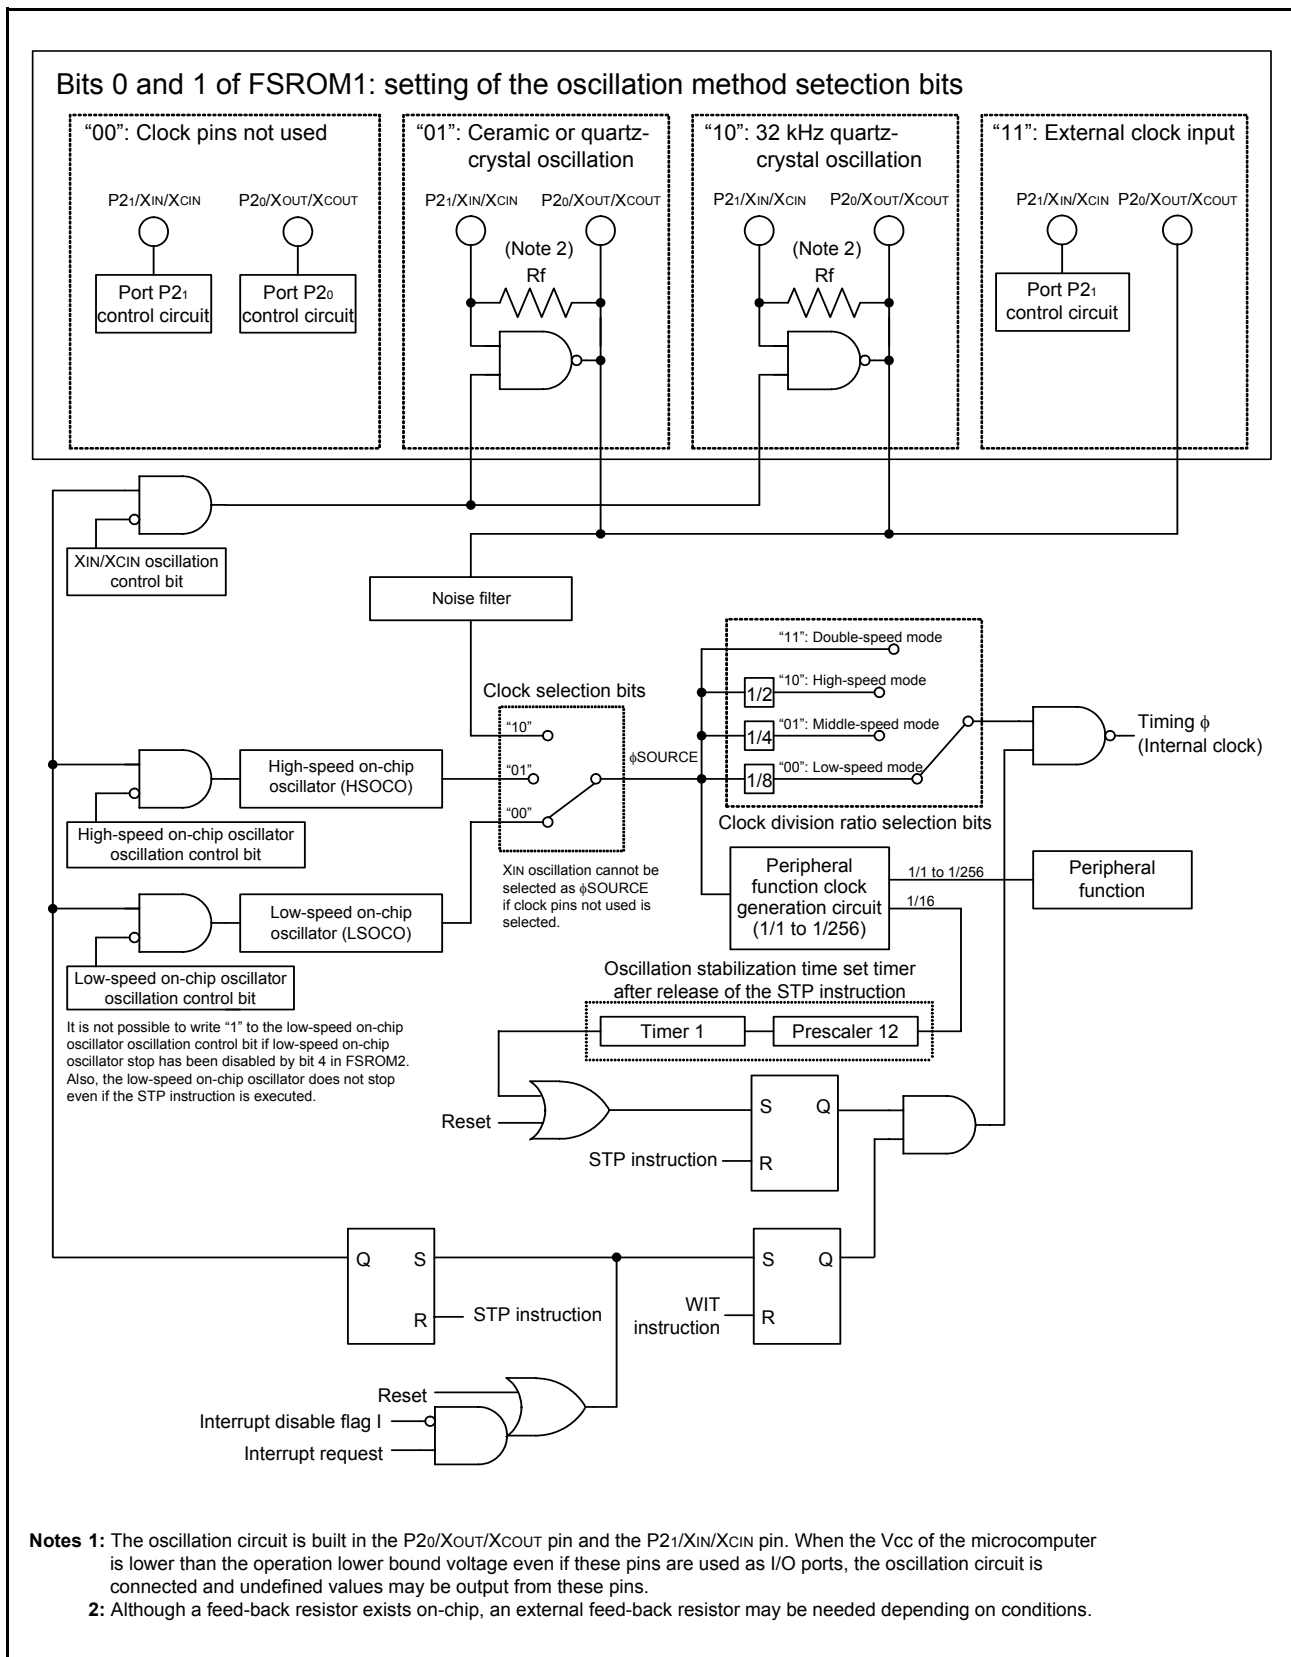 Bits 0 and 1 of FSROM1: setting of the oscillation method selection bits
“00”: Clock pins not used
“01”: Ceramic or quartz-
crystal oscillation
“10”: 32 kHz quartz-
crystal oscillation
“11”: External clock input
P21/XIN/XCIN
P20/XOUT/XCOUT
P21/XIN/XCIN
P20/XOUT/XCOUT
P21/XIN/XCIN
P20/XOUT/XCOUT
P21/XIN/XCIN
P20/XOUT/XCOUT
(Note 2)
Rf
(Note 2)
Rf
Port P21
control circuit
Port P20
control circuit
Port P21
control circuit
XIN/XCIN oscillation
control bit
Noise filter
“11”: Double-speed mode
1/2
“10”: High-speed mode
1/4
“01”: Middle-speed mode
1/8
“00”: Low-speed mode
Clock division ratio selection bits
Timing ϕ
(Internal clock)
Clock selection bits
“10”
“01”
“00”
ϕSOURCE
High-speed on-chip
oscillator (HSOCO)
High-speed on-chip oscillator
oscillation control bit
XIN oscillation cannot be
selected as ϕSOURCE
if clock pins not used is
selected.
Peripheral
function clock
generation circuit
(1/1 to 1/256)
1/1 to 1/256
1/16
Peripheral
function
Low-speed on-chip
oscillator (LSOCO)
Low-speed on-chip oscillator
oscillation control bit
It is not possible to write “1” to the low-speed on-chip
oscillator oscillation control bit if low-speed on-chip
oscillator stop has been disabled by bit 4 in FSROM2.
Also, the low-speed on-chip oscillator does not stop
even if the STP instruction is executed.
Oscillation stabilization time set timer
after release of the STP instruction
Timer 1
Prescaler 12
Reset
STP instruction
S
Q
R
Q
S
R
STP instruction
WIT
instruction
S
Q
R
Reset
Interrupt disable flag I
Interrupt request
Notes 1: The oscillation circuit is built in the P20/XOUT/XCOUT pin and the P21/XIN/XCIN pin. When the Vcc of the microcomputer
is lower than the operation lower bound voltage even if these pins are used as I/O ports, the oscillation circuit is
connected and undefined values may be output from these pins.
2: Although a feed-back resistor exists on-chip, an external feed-back resistor may be needed depending on conditions.